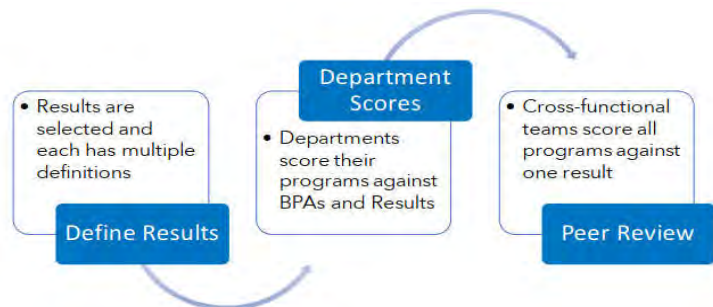 • Results are
selected and
each has multiple
definitions
Define Results
Department
Scores
• Departments
score their
programs against
BPAs and Results
• Cross-functional
teams score all
programs against
one result
Peer Review